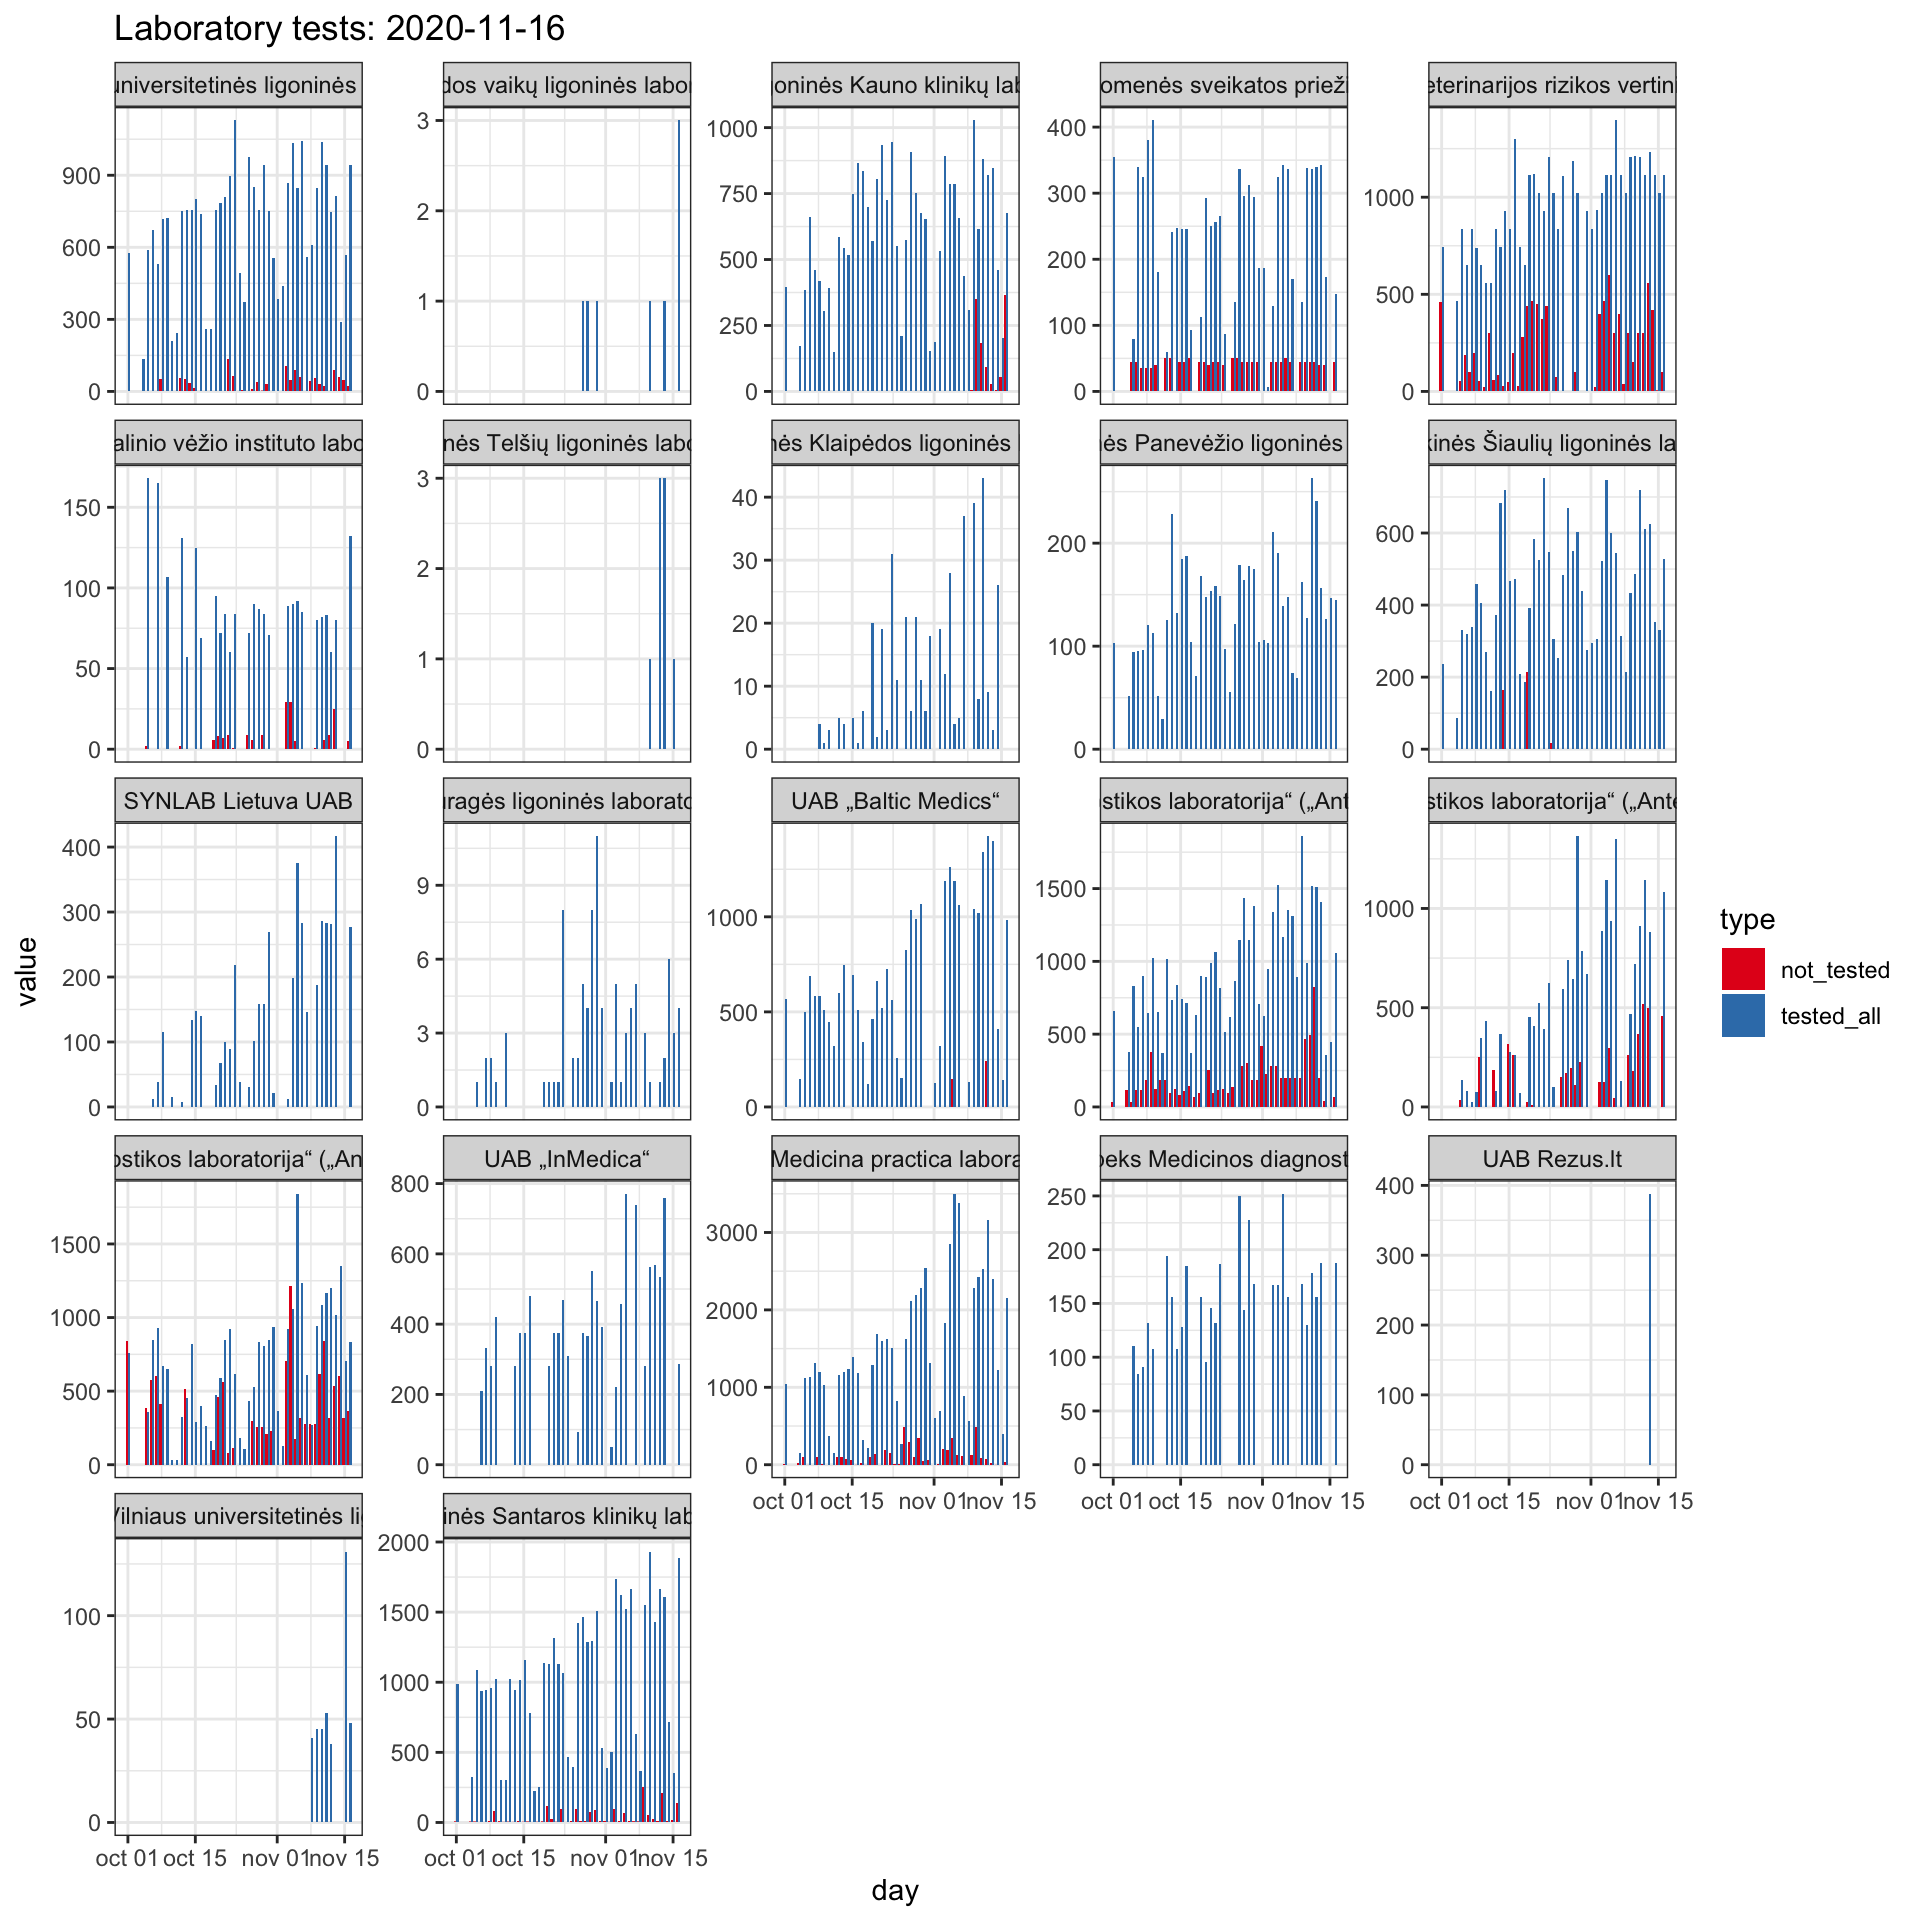 Laboratory tests: 2020-11-16
universitetinės ligoninės
dos vaikų ligoninės labor
oninės Kauno klinikų lab
omenės sveikatos prieži
eterinarijos rizikos vertini
900
600
300
0
3
2
1
0
1000
750
500
250
0
400
300
200
100
0
1000
500
0
alinio vėžio instituto labo
nės Telšių ligoninės labo
nės Klaipėdos ligoninės
nės Panevėžio ligoninės
kinės Šiaulių ligoninės la
150
100
50
0
3
2
1
0
40
30
20
10
0
200
100
0
600
400
200
0
SYNLAB Lietuva UAB
uragės ligoninės laborato
UAB „Baltic Medics“
stikos laboratorija“ („Ant
stikos laboratorija“ („Ante
400
300
200
100
0
9
6
3
0
1000
500
0
1500
1000
500
0
1000
500
0
ostikos laboratorija“ („An
UAB „InMedica“
Medicina practica labora
peks Medicinos diagnost
UAB Rezus.lt
1500
1000
500
0
800
600
400
200
0
3000
2000
1000
0
250
200
150
100
50
0
400
300
200
100
0
oct 01 oct 15 nov 01 nov 15
oct 01 oct 15 nov 01 nov 15
oct 01 oct 15 nov 01 nov 15
Vilniaus universitetinės li
inės Santaros klinikų lab
100
50
0
2000
1500
1000
500
0
oct 01 oct 15 nov 01 nov 15
oct 01 oct 15 nov 01 nov 15
day
value
type
not_tested
tested_all